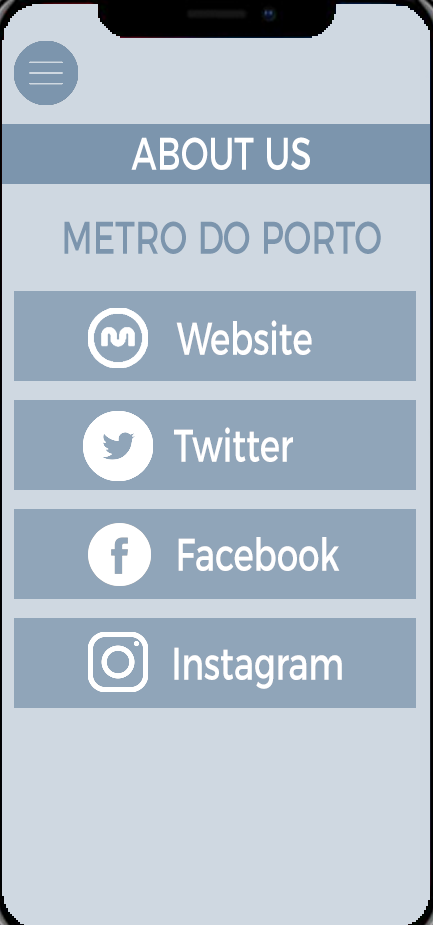 ABOUT US
METRO DO PORTO
Website
Twitter
Facebook
Instagram